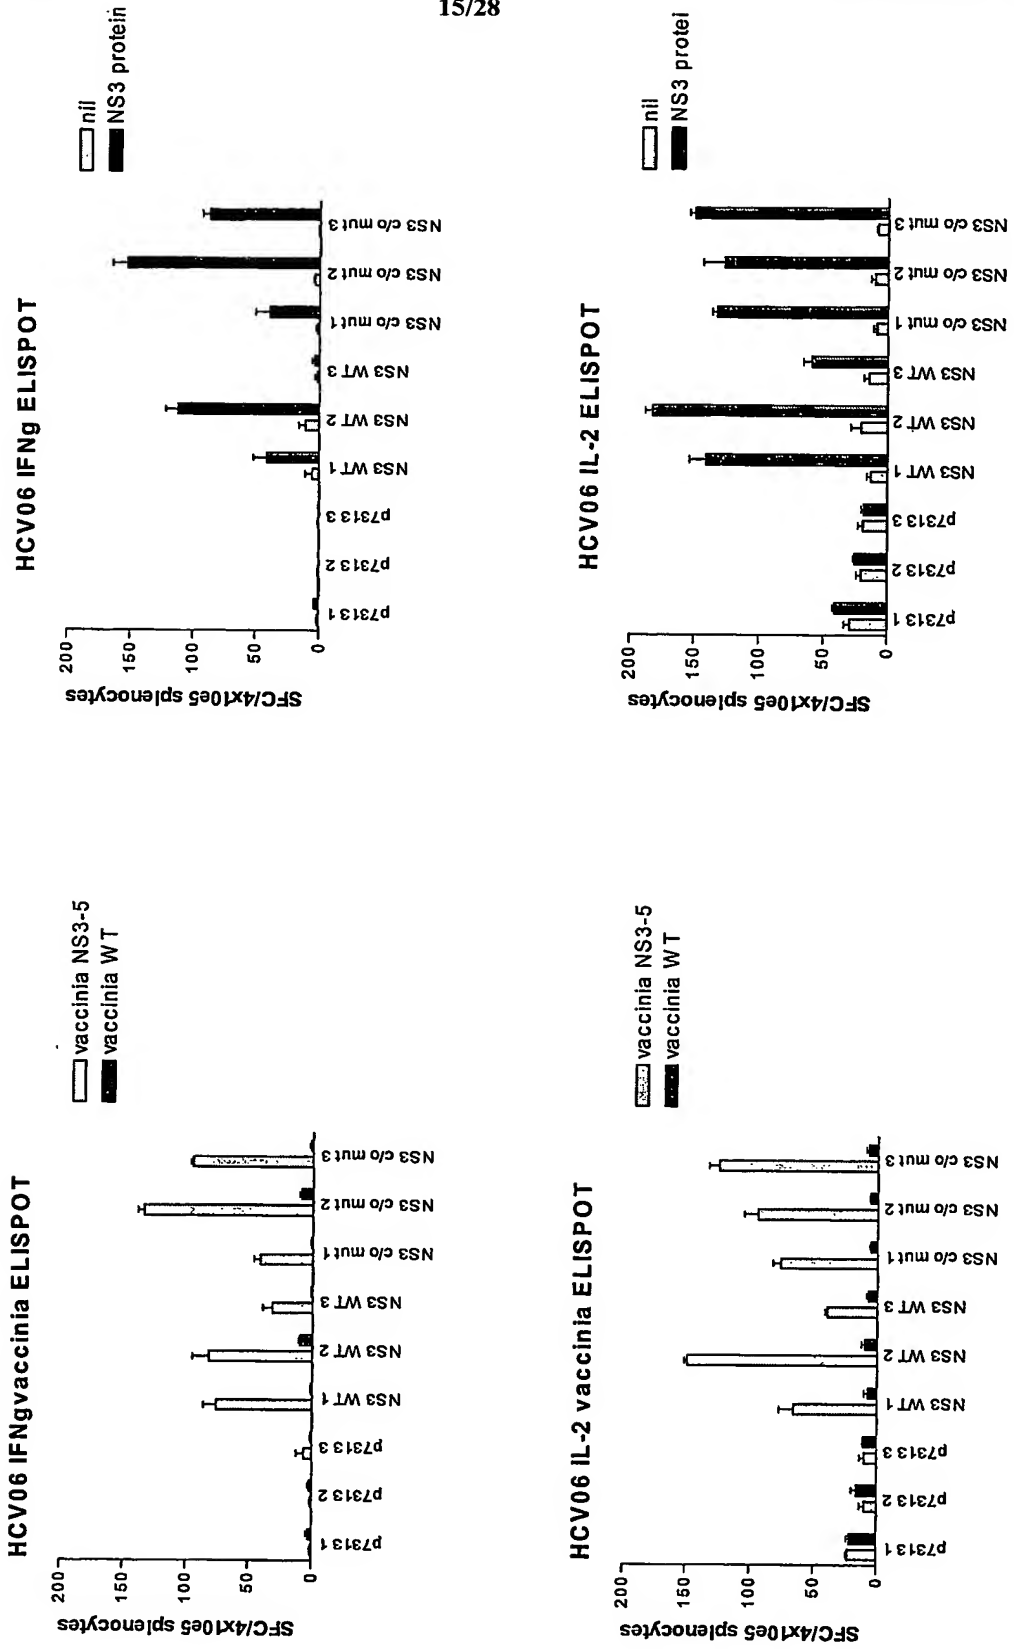 15/28
HCV06 IFNgvaccinia ELISPOT
vaccinia NS3-5
vaccinia WT
SFC/4x10e5 splenocytes
200
150
100
50
0
p7313 1
p7313 2
p7313 3
NS3 WT 1
NS3 WT 2
NS3 WT 3
NS3 c/o mut 1
NS3 c/o mut 2
NS3 c/o mut 3
HCV06 IFNg ELISPOT
nil
NS3 protein
SFC/4x10e5 splenocytes
200
150
100
50
0
p7313 1
p7313 2
p7313 3
NS3 WT 1
NS3 WT 2
NS3 WT 3
NS3 c/o mut 1
NS3 c/o mut 2
NS3 c/o mut 3
HCV06 IL-2 vaccinia ELISPOT
vaccinia NS3-5
vaccinia WT
SFC/4x10e5 splenocytes
200
150
100
50
0
p7313 1
p7313 2
p7313 3
NS3 WT 1
NS3 WT 2
NS3 WT 3
NS3 c/o mut 1
NS3 c/o mut 2
NS3 c/o mut 3
HCV06 IL-2 ELISPOT
nil
NS3 protei
SFC/4x10e5 splenocytes
200
150
100
50
0
p7313 1
p7313 2
p7313 3
NS3 WT 1
NS3 WT 2
NS3 WT 3
NS3 c/o mut 1
NS3 c/o mut 2
NS3 c/o mut 3